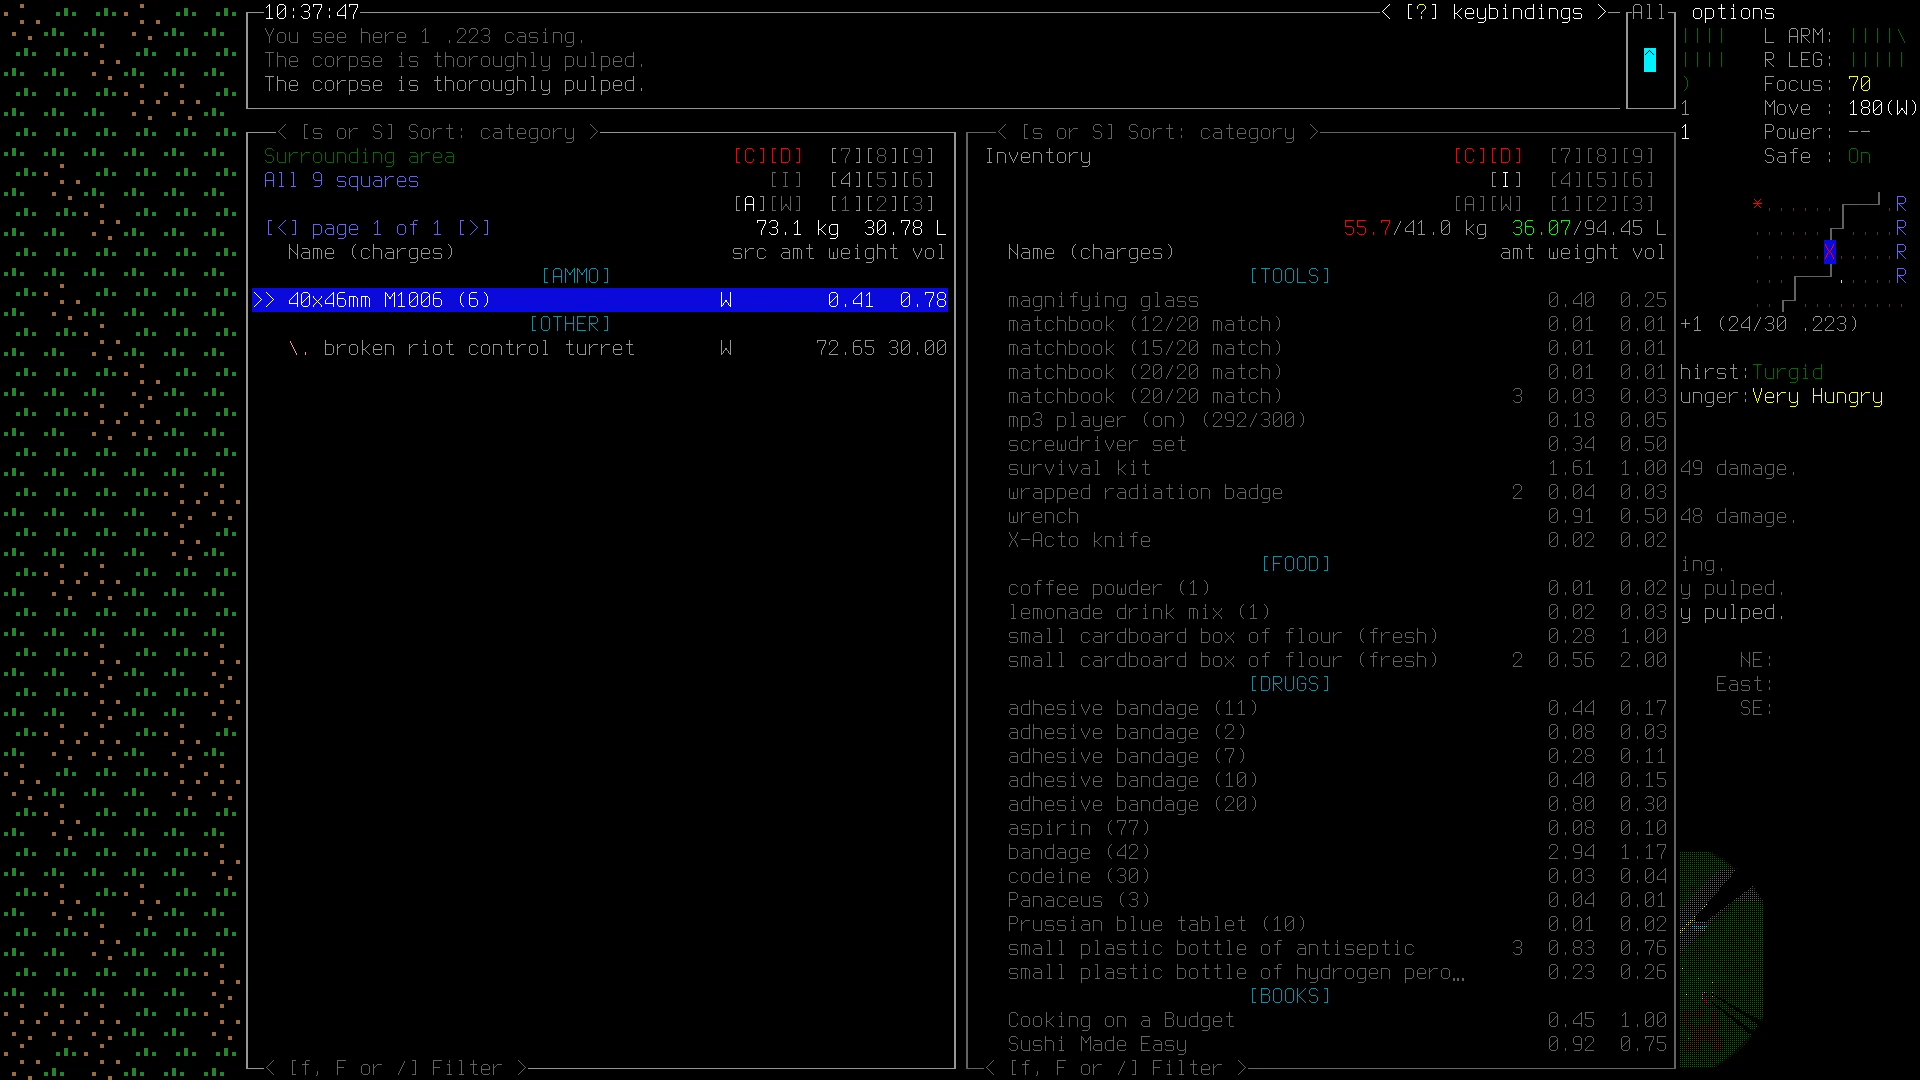 10:37:47 < [?] keybindings > All options
You see here 1 .223 casing.
The corpse is thoroughly pulped.
The corpse is thoroughly pulped.
^
L ARM: ||||\
R LEG: |||||
Focus: 70
1 Move : 180(W)
1 Power: --
Safe : On
< [s or S] Sort: category >
Surrounding area [C][D] [7][8][9]
All 9 squares [I] [4][5][6]
[A][W] [1][2][3]
[<] page 1 of 1 [>] 73.1 kg 30.78 L
Name (charges) src amt weight vol
[AMMO]
>> 40x46mm M1006 (6) W 0.41 0.78
[OTHER]
\. broken riot control turret W 72.65 30.00
< [f, F or /] Filter >
< [s or S] Sort: category >
Inventory [C][D] [7][8][9]
[I] [4][5][6]
[A][W] [1][2][3]
55.7/41.0 kg 36.07/94.45 L
Name (charges) amt weight vol
[TOOLS]
magnifying glass 0.40 0.25
matchbook (12/20 match) 0.01 0.01
matchbook (15/20 match) 0.01 0.01
matchbook (20/20 match) 0.01 0.01
matchbook (20/20 match) 3 0.03 0.03
mp3 player (on) (292/300) 0.18 0.05
screwdriver set 0.34 0.50
survival kit 1.61 1.00
wrapped radiation badge 2 0.04 0.03
wrench 0.91 0.50
X-Acto knife 0.02 0.02
[FOOD]
coffee powder (1) 0.01 0.02
lemonade drink mix (1) 0.02 0.03
small cardboard box of flour (fresh) 0.28 1.00
small cardboard box of flour (fresh) 2 0.56 2.00
[DRUGS]
adhesive bandage (11) 0.44 0.17
adhesive bandage (2) 0.08 0.03
adhesive bandage (7) 0.28 0.11
adhesive bandage (10) 0.40 0.15
adhesive bandage (20) 0.80 0.30
aspirin (77) 0.08 0.10
bandage (42) 2.94 1.17
codeine (30) 0.03 0.04
Panaceus (3) 0.04 0.01
Prussian blue tablet (10) 0.01 0.02
small plastic bottle of antiseptic 3 0.83 0.76
small plastic bottle of hydrogen pero… 0.23 0.26
[BOOKS]
Cooking on a Budget 0.45 1.00
Sushi Made Easy 0.92 0.75
< [f, F or /] Filter >
R
R
X R
R
+1 (24/30 .223)
hirst:Turgid
unger:Very Hungry
49 damage.
48 damage.
ing.
y pulped.
y pulped.
NE:
East:
SE: